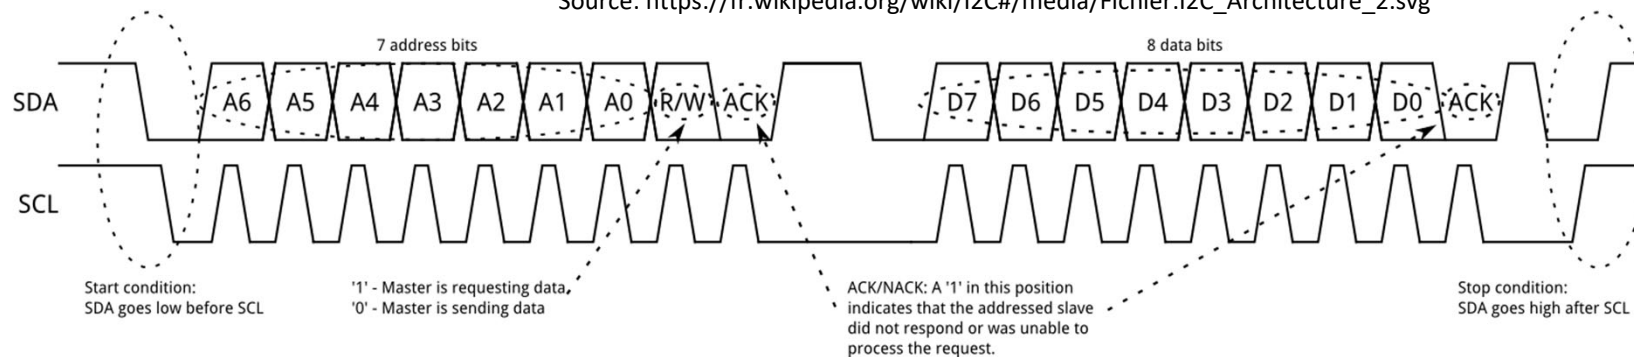 Source: https://fr.wikipedia.org/wiki/I2C#/media/Fichier:I2C_Architecture_2.svg
7 address bits
8 data bits
SDA
A6 A5 A4 A3 A2 A1 A0 R/W ACK
D7 D6 D5 D4 D3 D2 D1 D0 ACK
SCL
Start condition:
SDA goes low before SCL
'1' - Master is requesting data
'0' - Master is sending data
ACK/NACK: A '1' in this position
indicates that the addressed slave
did not respond or was unable to
process the request.
Stop condition:
SDA goes high after SCL